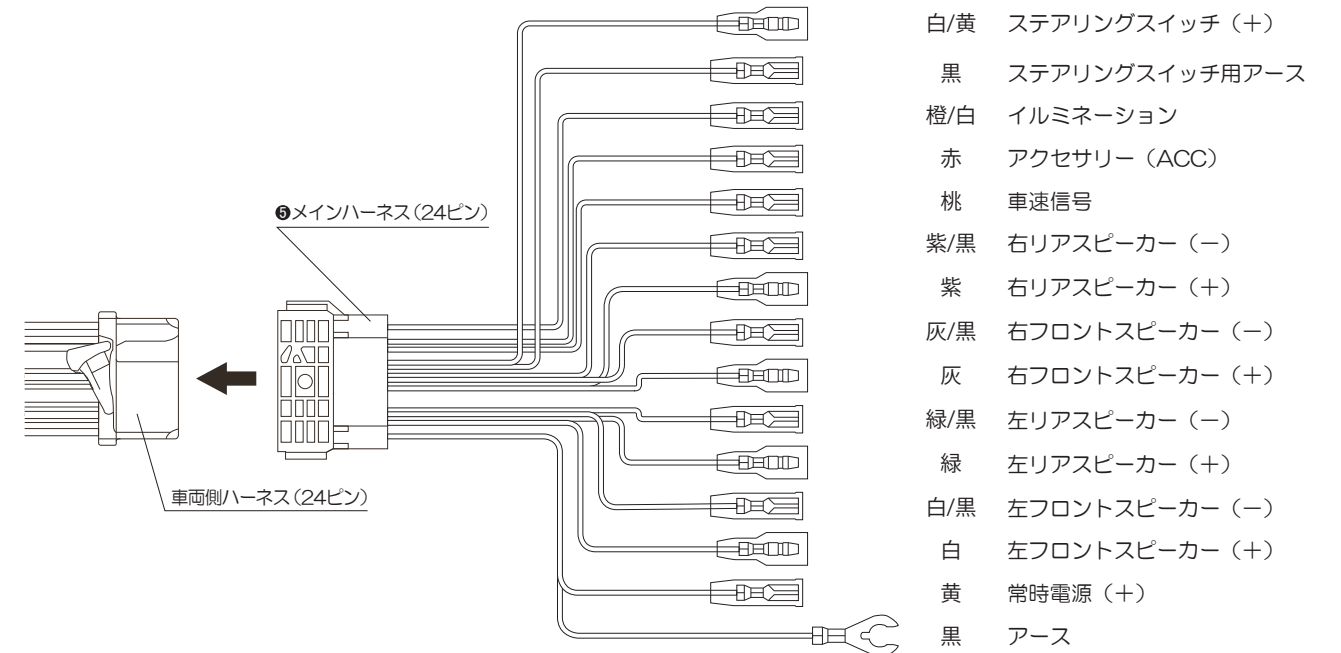 白/黄 ステアリングスイッチ（＋）
黒 ステアリングスイッチ用アース
橙/白 イルミネーション
赤 アクセサリー（ACC）
桃 車速信号
❺メインハーネス（24ピン）
紫/黒 右リアスピーカー（－）
紫 右リアスピーカー（＋）
灰/黒 右フロントスピーカー（－）
灰 右フロントスピーカー（＋）
緑/黒 左リアスピーカー（－）
緑 左リアスピーカー（＋）
車両側ハーネス（24ピン）
白/黒 左フロントスピーカー（－）
白 左フロントスピーカー（＋）
黄 常時電源（＋）
黒 アース